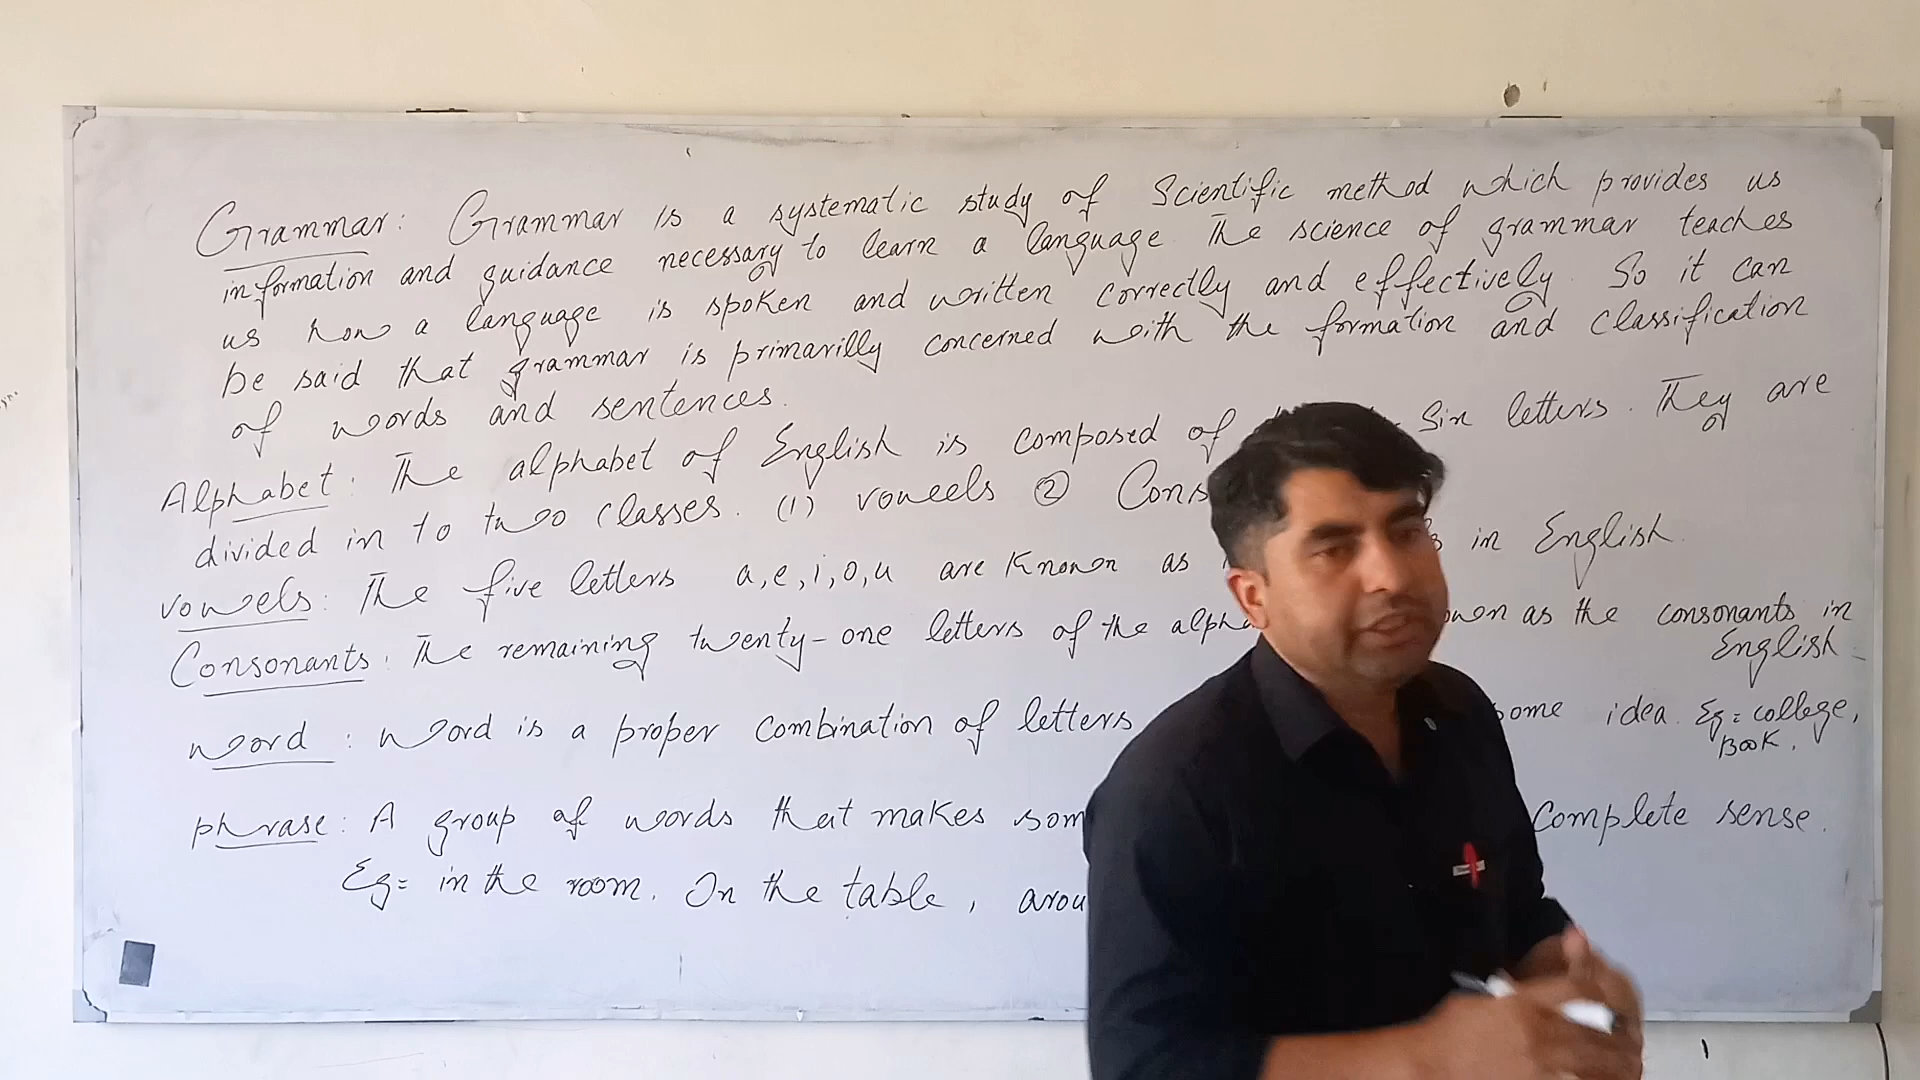 Grammar: Grammar is a systematic study of Scientific method which provides us
information and guidance necessary to learn a language. The science of grammar teaches
us how a language is spoken and written correctly and effectively. So it can
be said that grammar is primarilly concerned with the formation and classification
of words and sentences.
Alphabet: The alphabet of English is composed of Six letters. They are
divided in to two classes. (1) voweels ② Cons
vowels: The five letters a, e, i, o, u are Known as in English.
Consonants: The remaining twenty-one letters of the alpha own as the consonants in
English.
word: word is a proper combination of letters some idea. Eg = college,
Book.
phrase: A group of words that makes som complete sense.
Eg = in the room. On the table, arou